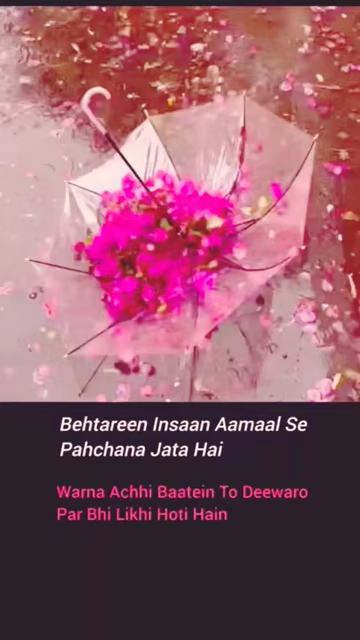 Behtareen Insaan Aamaal Se
Pahchana Jata Hai
Warna Achhi Baatein To Deewaro
Par Bhi Likhi Hoti Hain